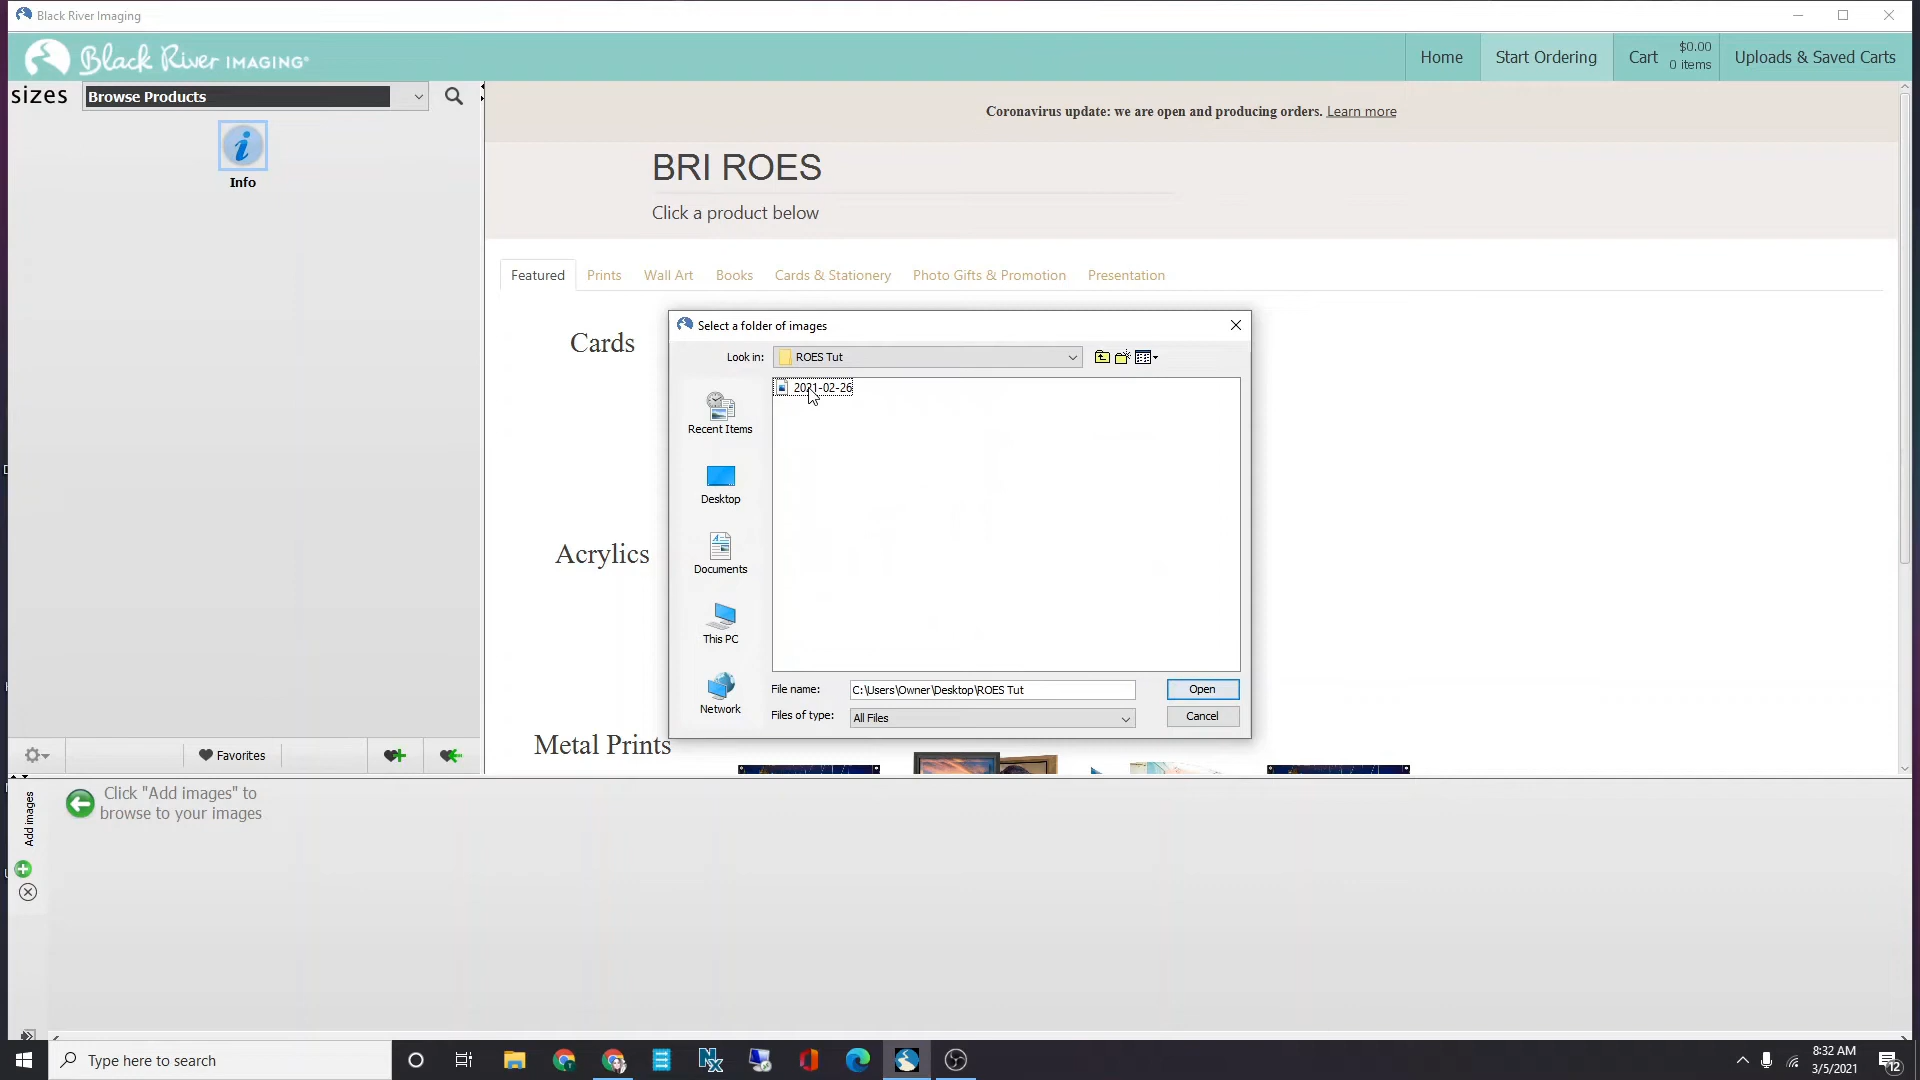 Black River Imaging
Black River IMAGING®
Home
Start Ordering
Cart
$0.00
0 items
Uploads & Saved Carts
sizes
Browse Products
Info
Coronavirus update: we are open and producing orders. Learn more
BRI ROES
Click a product below
Featured
Prints
Wall Art
Books
Cards & Stationery
Photo Gifts & Promotion
Presentation
Cards
Acrylics
Metal Prints
Select a folder of images
Look in:
ROES Tut
2021-02-26
Recent Items
Desktop
Documents
This PC
Network
File name:
C:\Users\Owner\Desktop\ROES Tut
Open
Files of type:
All Files
Cancel
Favorites
Add images
Click "Add images" to
browse to your images
Type here to search
8:32 AM
3/5/2021
12